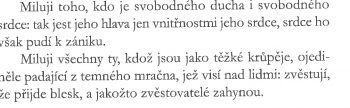 Miluji toho, kdo je svobodného ducha i svobodného
srdce: tak jest jeho hlava jen vnitřnostmi jeho srdce, srdce ho
však pudí k zániku.
Miluji všechny ty, kdož jsou jako těžké krůpěje, ojedi-
něle padající z temného mračna, jež visí nad lidmi: zvěstují,
že přijde blesk, a jakožto zvěstovatelé zahynou.